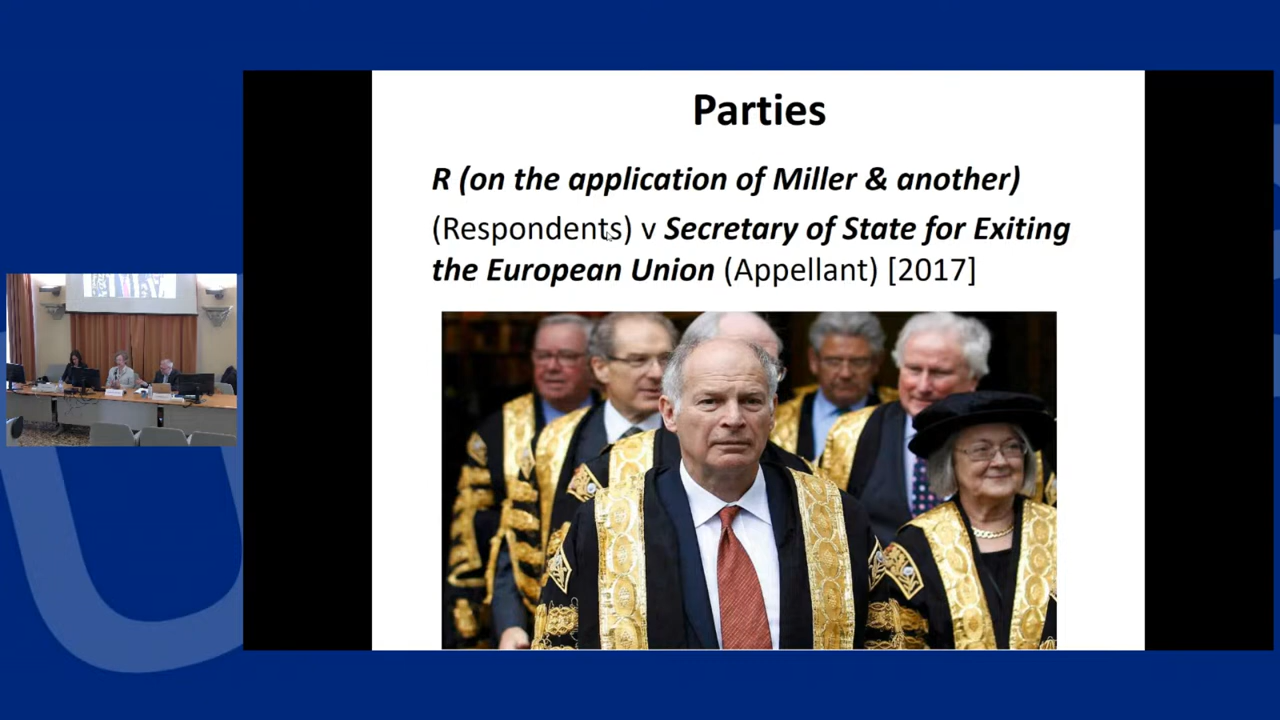 Parties
R (on the application of Miller & another)
(Respondents) v Secretary of State for Exiting
the European Union (Appellant) [2017]